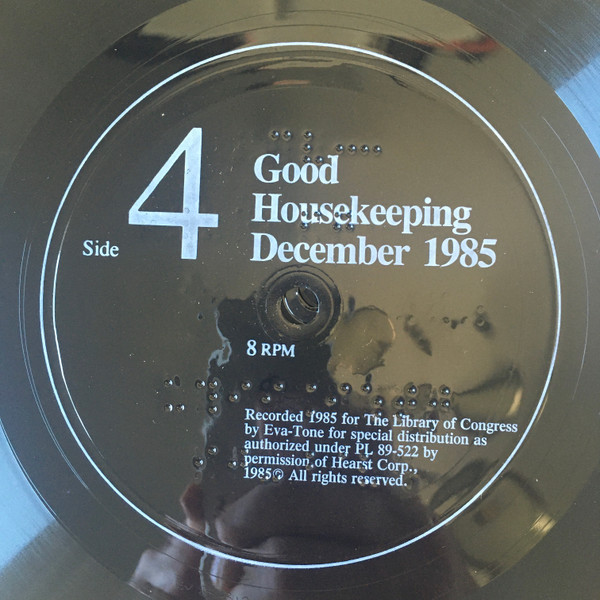 4
Side
Good
Housekeeping
December 1985
8 RPM
Recorded 1985 for The Library of Congress
by Eva-Tone for special distribution as
authorized under PL 89-522 by
permission of Hearst Corp.,
1985© All rights reserved.